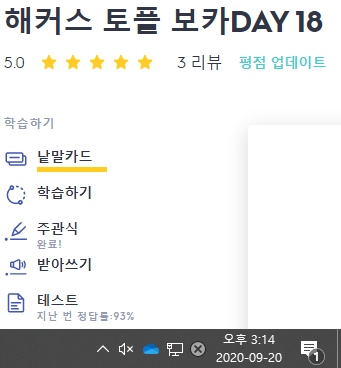 해커스 토플 보카DAY 18
5.0 3 리뷰 평점 업데이트
학습하기
낱말카드
학습하기
주관식
완료!
받아쓰기
테스트
지난 번 정답률:93%
오후 3:14
2020-09-20
1